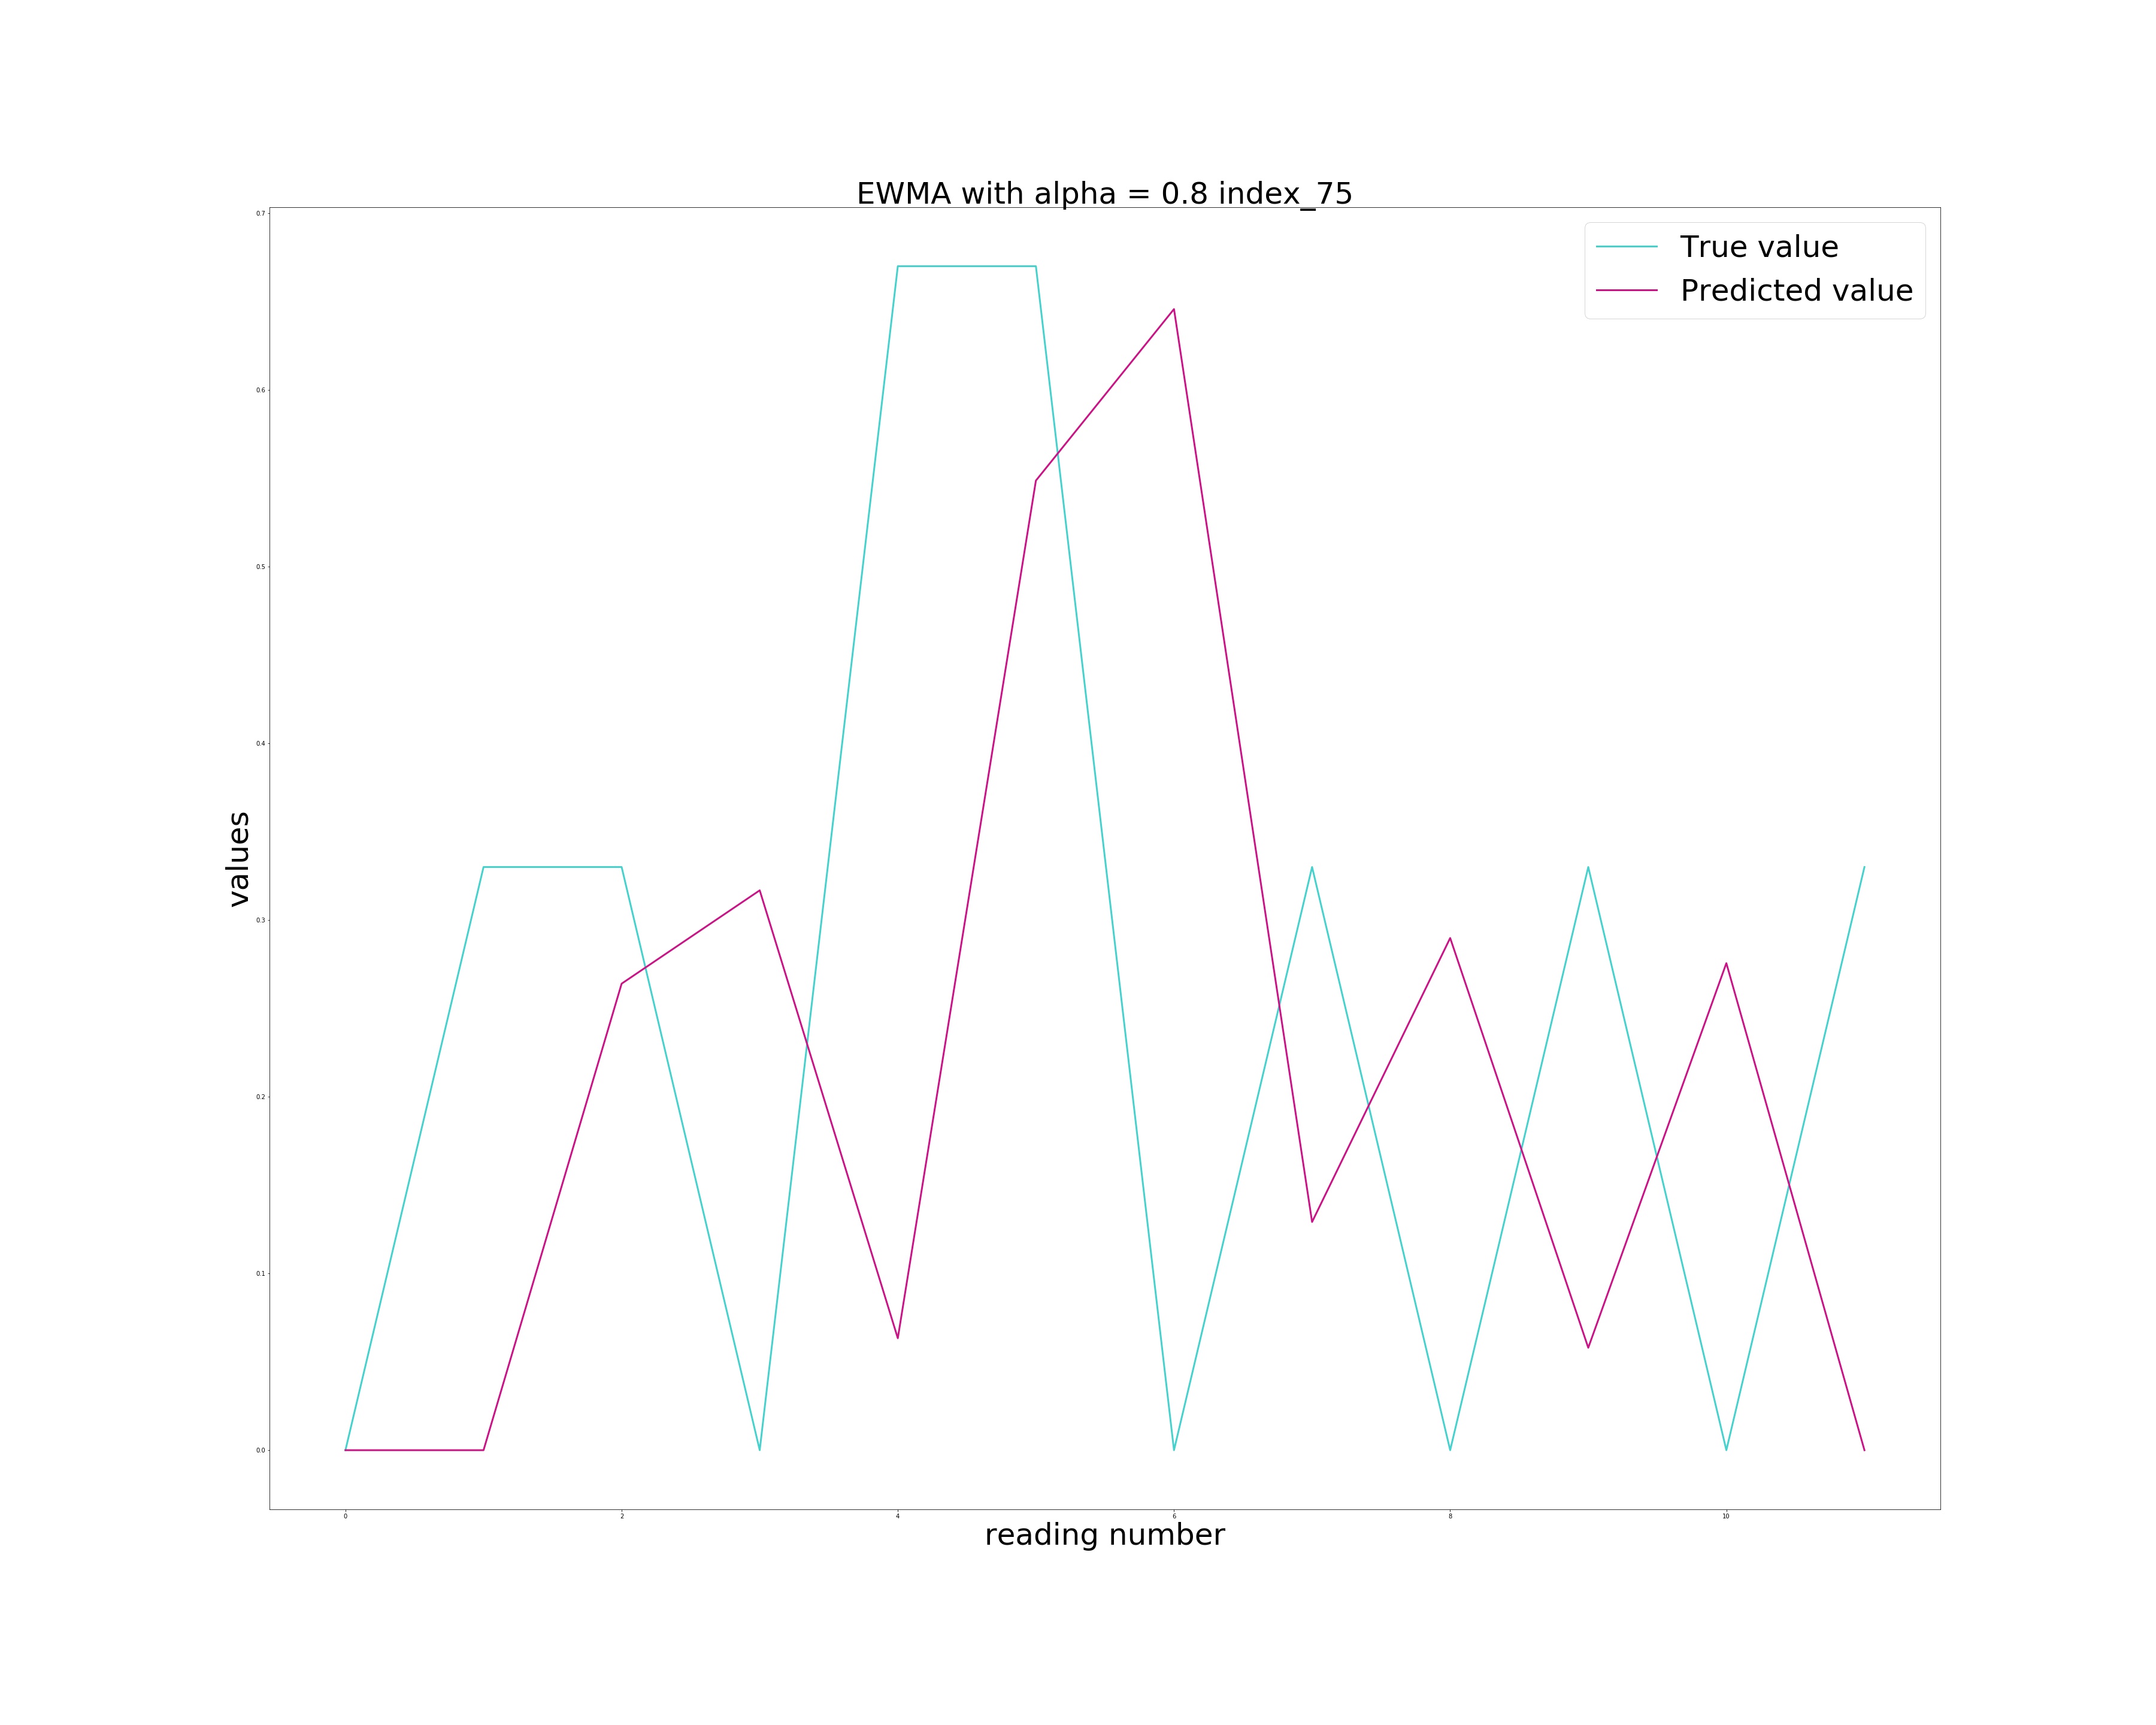 EWMA with alpha = 0.8 index_75
True value
Predicted value
0.7
0.6
0.5
0.4
0.3
0.2
0.1
0.0
values
0 2 4 6 8 10
reading number